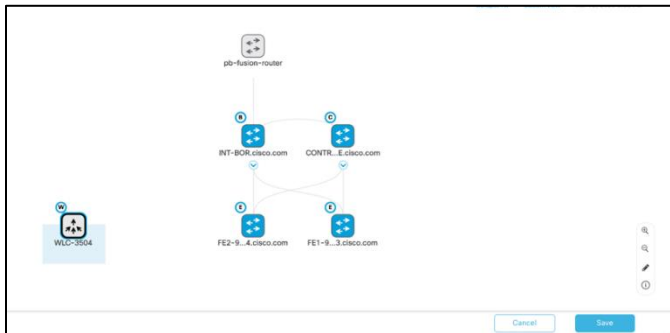 pb-fusion-router
B
C
INT-BOR.cisco.com
CONTR...E.cisco.com
W
E
E
WLC-3504
FE2-9...4.cisco.com
FE1-9...3.cisco.com
Cancel
Save